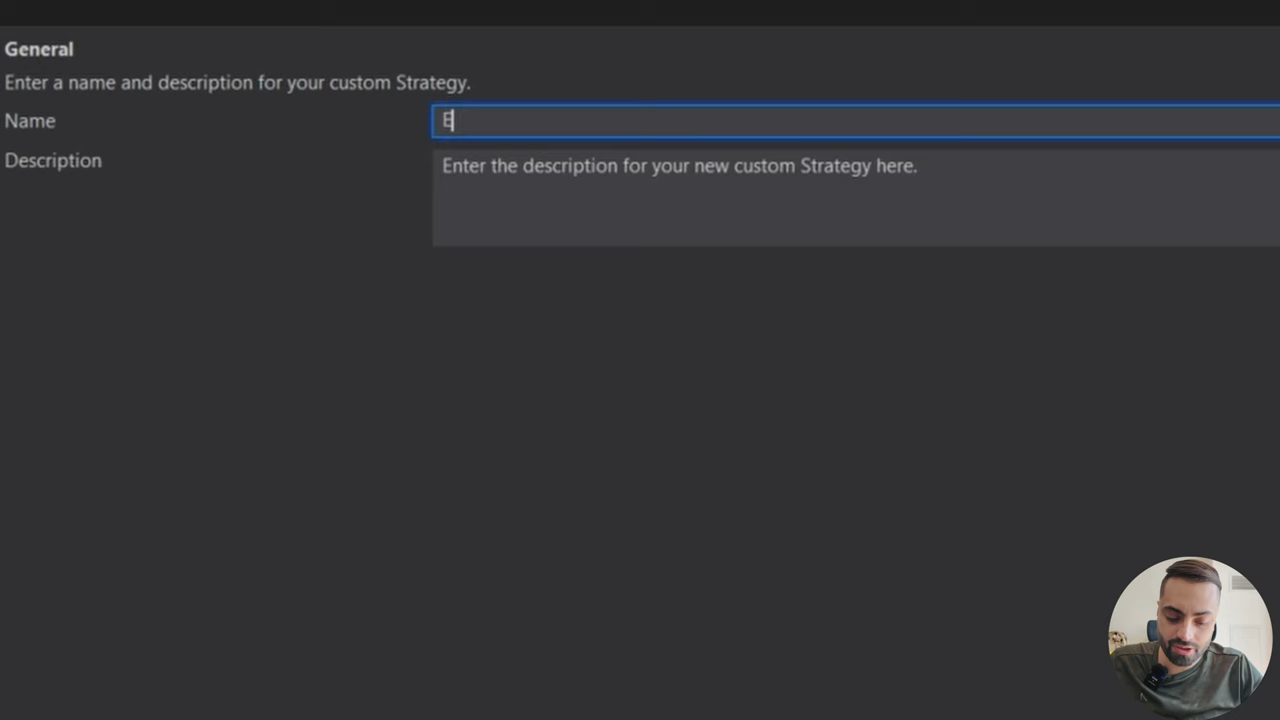 General
Enter a name and description for your custom Strategy.
Name
E
Description
Enter the description for your new custom Strategy here.